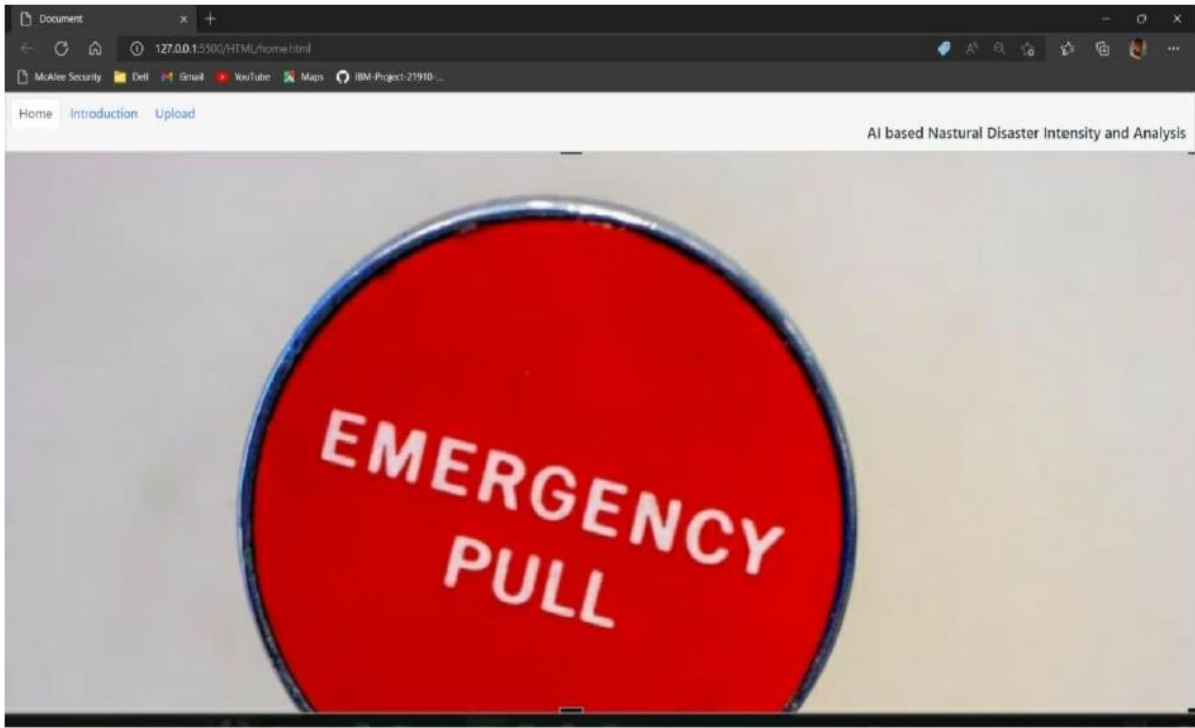 Document
127.0.0.1:5500/HTML/home.html
McAfee Security Dell Gmail YouTube Maps IBM-Project-21910-...
Home Introduction Upload
AI based Nastural Disaster Intensity and Analysis
EMERGENCY
PULL